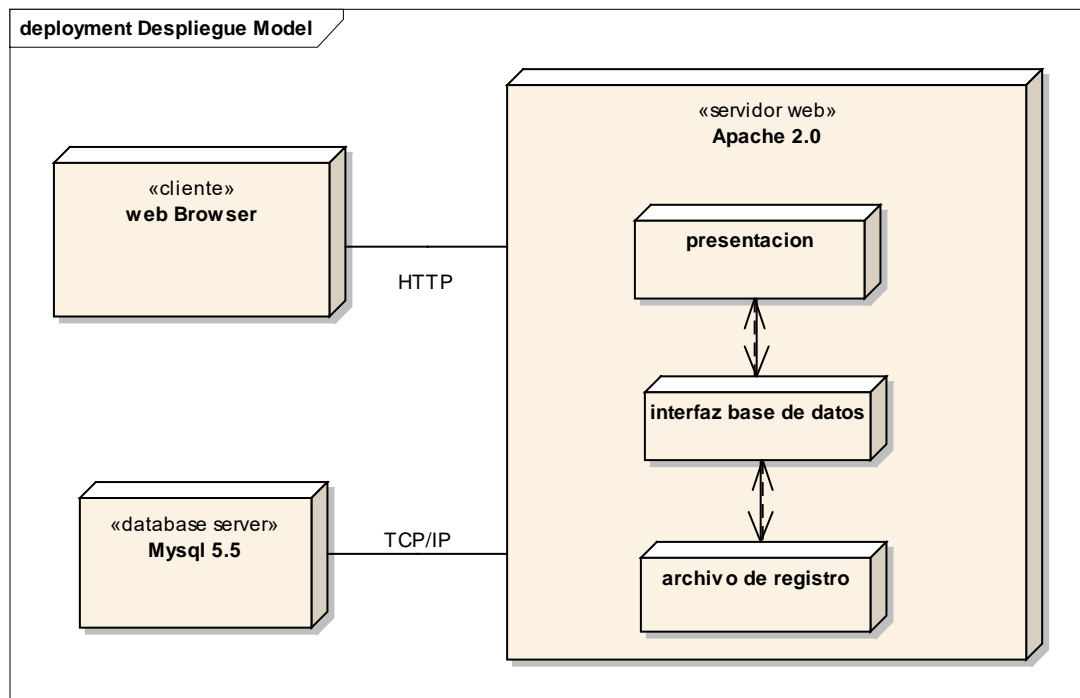 deployment Despliegue Model
«servidor web»
Apache 2.0
«cliente»
web Browser
presentacion
HTTP
interfaz base de datos
«database server»
Mysql 5.5
TCP/IP
archivo de registro